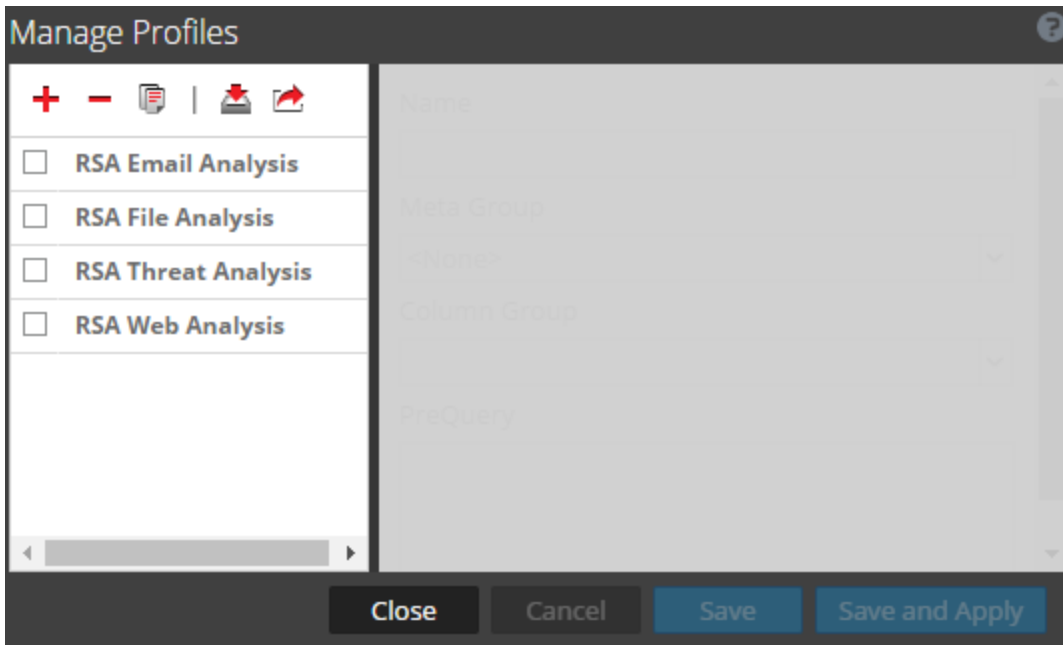 Manage Profiles
RSA Email Analysis
RSA File Analysis
RSA Threat Analysis
RSA Web Analysis
Name
Meta Group
<None>
Column Group
PreQuery
Close
Cancel
Save
Save and Apply